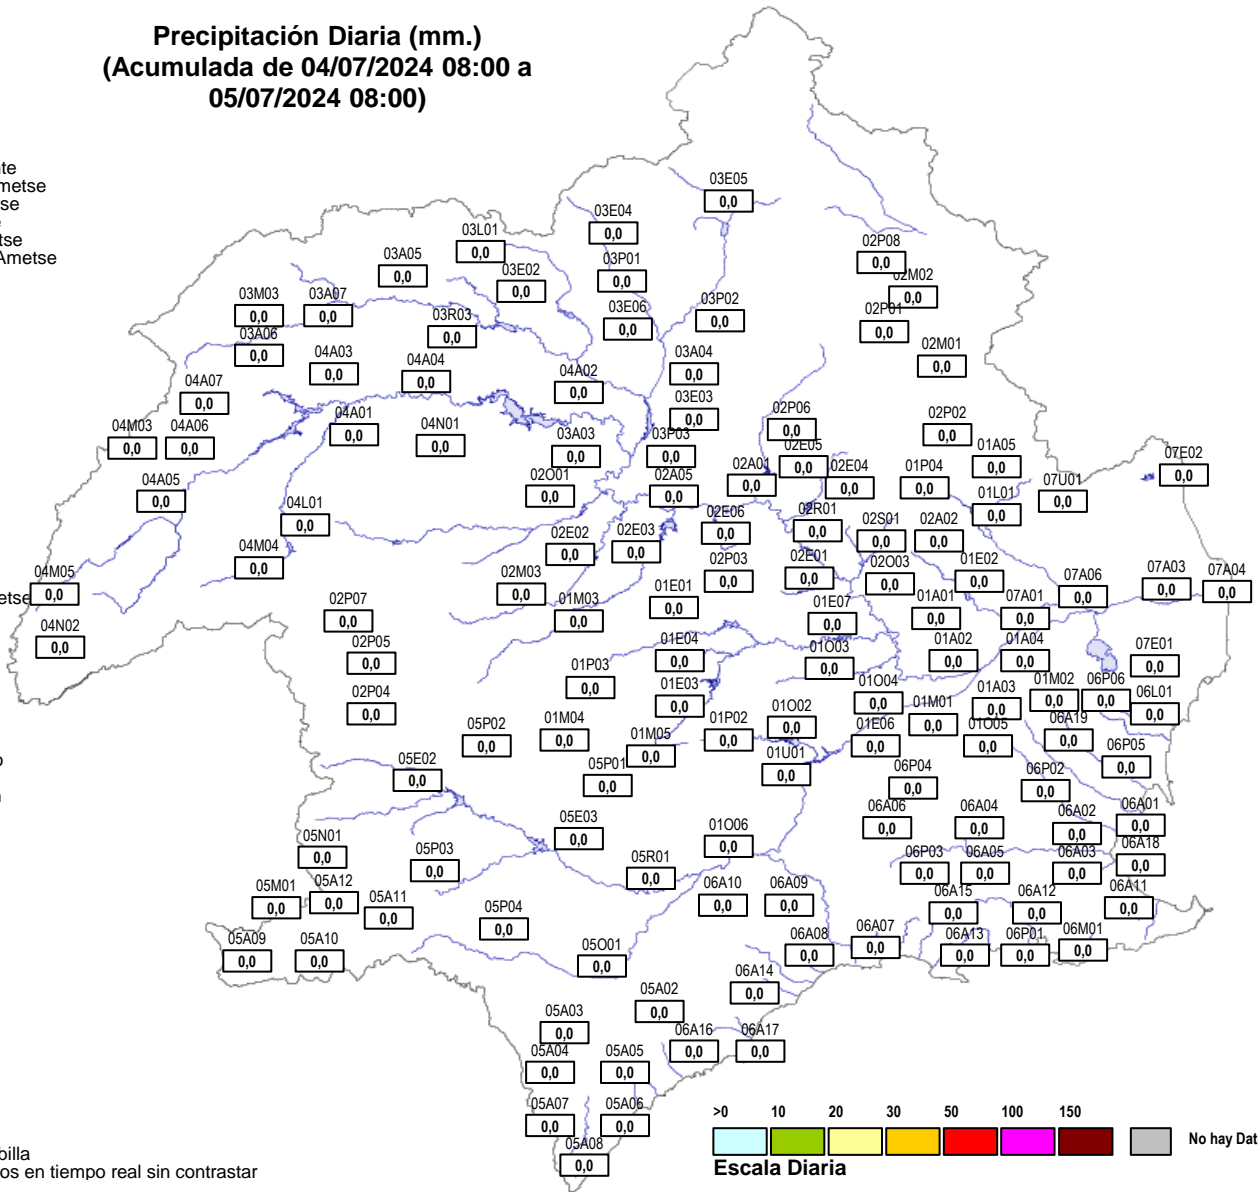 Precipitación Diaria (mm.)
(Acumulada de 04/07/2024 08:00 a
05/07/2024 08:00)
nte
metse
se
e
tse
Ametse
03E05
0,0
03E04
0,0
03L01
0,0
03A05
0,0
03E02
0,0
03P01
0,0
02P08
0,0
02M02
0,0
03M03
0,0
03A07
0,0
03R03
0,0
03E06
0,0
03P02
0,0
02P01
0,0
03A06
0,0
04A03
0,0
04A04
0,0
04A02
0,0
03A04
0,0
02M01
0,0
04A07
0,0
04A01
0,0
04N01
0,0
03E03
0,0
02P06
0,0
02P02
0,0
04M03
0,0
04A06
0,0
03A03
0,0
03P03
0,0
02E05
0,0
01A05
0,0
07E02
0,0
04A05
0,0
02O01
0,0
02A05
0,0
02A01
0,0
02E04
0,0
01P04
0,0
07U01
0,0
01L01
0,0
04L01
0,0
02E06
0,0
02R01
0,0
02S01
0,0
02A02
0,0
04M04
0,0
02E02
0,0
02E03
0,0
02P03
0,0
02E01
0,0
02O03
0,0
01E02
0,0
04M05
0,0
etse
02M03
0,0
01M03
0,0
01E01
0,0
07A06
0,0
07A03
0,0
07A04
0,0
02P07
0,0
01E07
0,0
01A01
0,0
07A01
0,0
04N02
0,0
02P05
0,0
01E04
0,0
01O03
0,0
01A02
0,0
01A04
0,0
07E01
0,0
01P03
0,0
02P04
0,0
01E03
0,0
01O04
0,0
01A03
0,0
01M02
0,0
06P06
0,0
06L01
0,0
05P02
0,0
01M04
0,0
01M05
0,0
01P02
0,0
01O02
0,0
01M01
0,0
01E06
0,0
01O05
0,0
06A19
0,0
o
05E02
0,0
05P01
0,0
01U01
0,0
06P04
0,0
06P02
0,0
06P05
0,0
05N01
0,0
05P03
0,0
05E03
0,0
01O06
0,0
06A06
0,0
06A04
0,0
06A02
0,0
06A01
0,0
05R01
0,0
06P03
0,0
06A05
0,0
06A03
0,0
06A18
0,0
05M01
0,0
05A12
0,0
05A11
0,0
05P04
0,0
06A10
0,0
06A09
0,0
06A15
0,0
06A12
0,0
06A11
0,0
05A09
0,0
05A10
0,0
05O01
0,0
06A08
0,0
06A07
0,0
06A13
0,0
06P01
0,0
06M01
0,0
06A14
0,0
05A02
0,0
05A03
0,0
06A16
0,0
06A17
0,0
05A04
0,0
05A05
0,0
05A07
0,0
05A06
0,0
05A08
0,0
>0 10 20 30 50 100 150
No hay Dat
Escala Diaria
billa
os en tiempo real sin contrastar